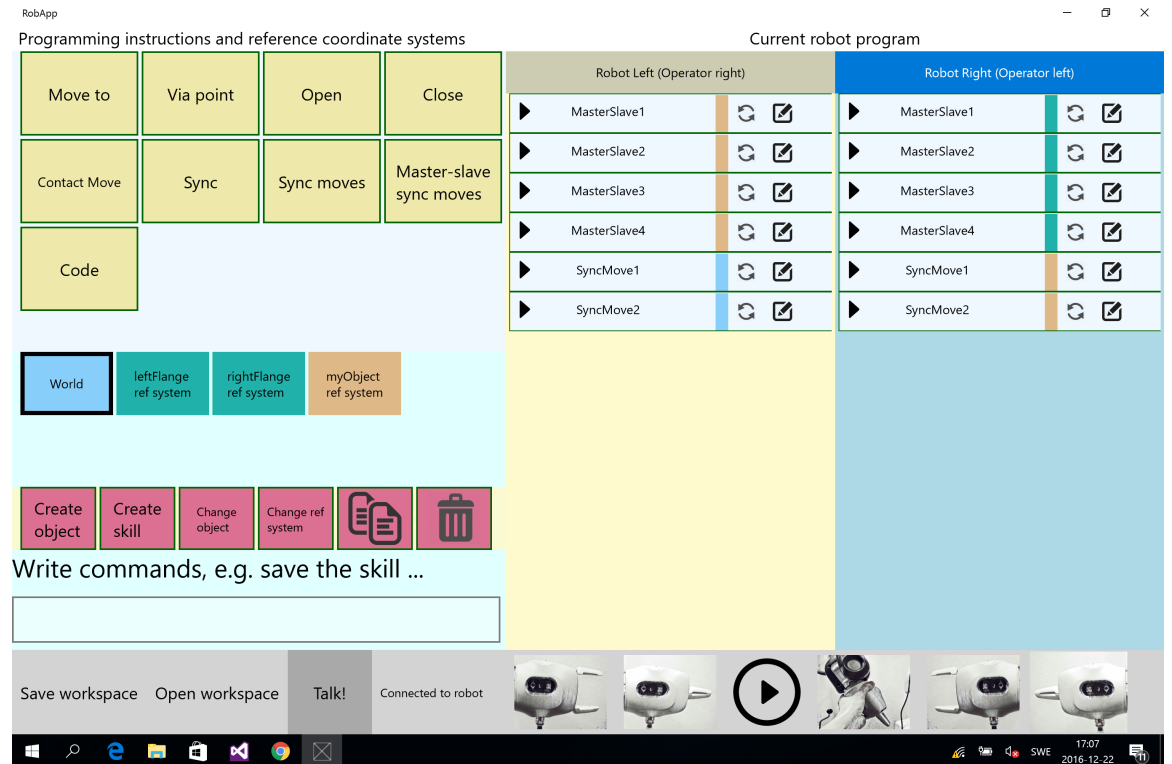 RobApp
Programming instructions and reference coordinate systems
Current robot program
Move to
Via point
Open
Close
Contact Move
Sync
Sync moves
Master-slave
sync moves
Code
World
leftFlange
ref system
rightFlange
ref system
myObject
ref system
Create
object
Create
skill
Change
object
Change ref
system
Write commands, e.g. save the skill ...
Robot Left (Operator right)
MasterSlave1
MasterSlave2
MasterSlave3
MasterSlave4
SyncMove1
SyncMove2
Robot Right (Operator left)
MasterSlave1
MasterSlave2
MasterSlave3
MasterSlave4
SyncMove1
SyncMove2
Save workspace
Open workspace
Talk!
Connected to robot
SWE
17:07
2016-12-22
11